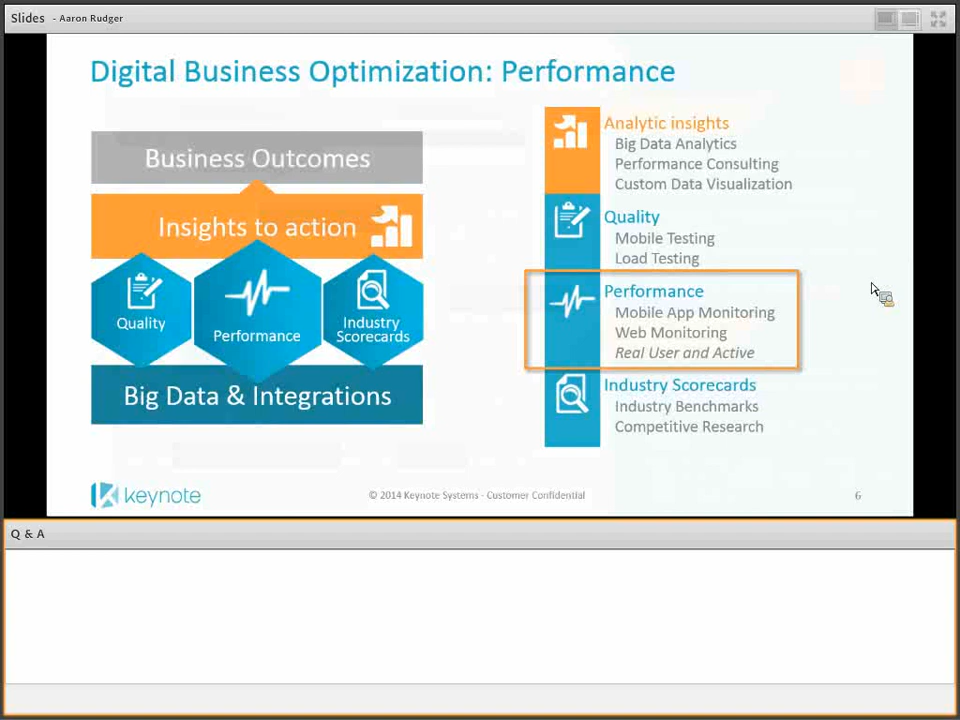 Slides - Aaron Rudger
Digital Business Optimization: Performance
Business Outcomes
Insights to action
Quality
Performance
Industry
Scorecards
Big Data & Integrations
Analytic insights
Big Data Analytics
Performance Consulting
Custom Data Visualization
Quality
Mobile Testing
Load Testing
Performance
Mobile App Monitoring
Web Monitoring
Real User and Active
Industry Scorecards
Industry Benchmarks
Competitive Research
keynote
© 2014 Keynote Systems - Customer Confidential
6
Q & A